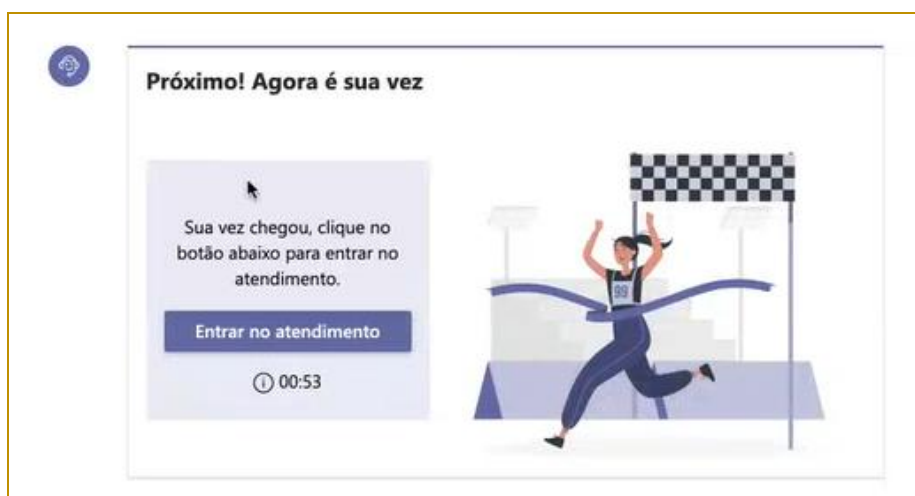 Próximo! Agora é sua vez
Sua vez chegou, clique no
botão abaixo para entrar no
atendimento.
Entrar no atendimento
00:53
99